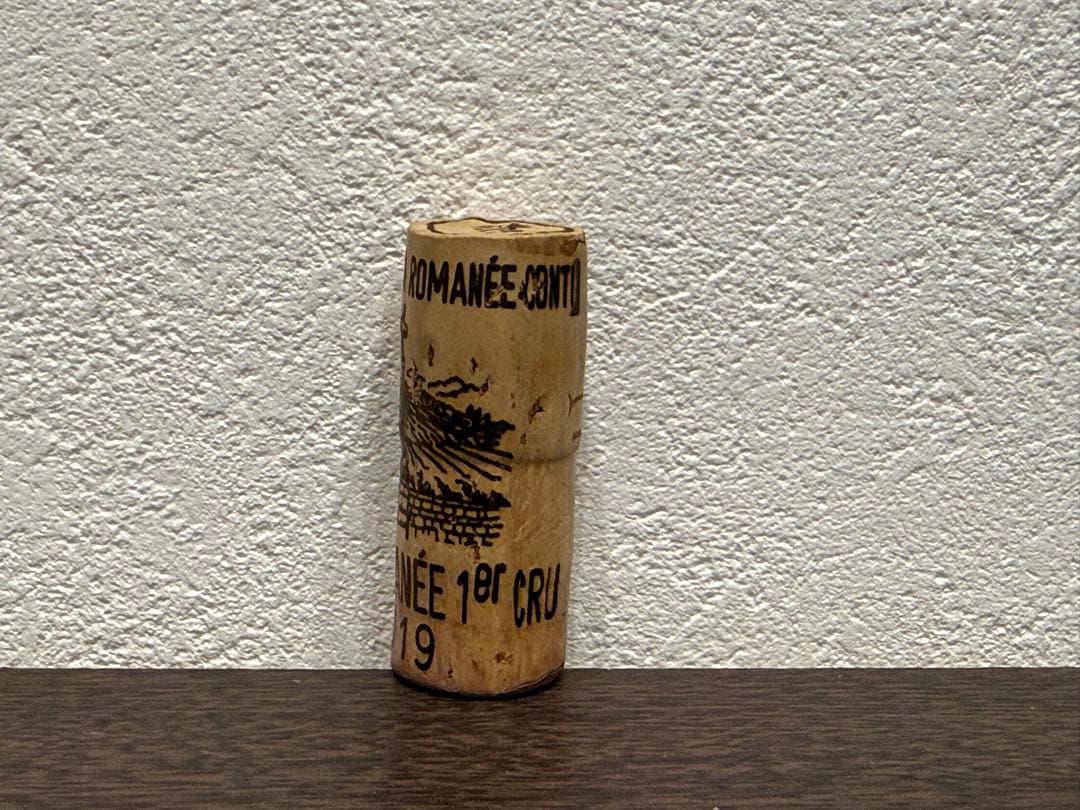 ROMANÉE-CONTI
ANÉE 1er CRU
19